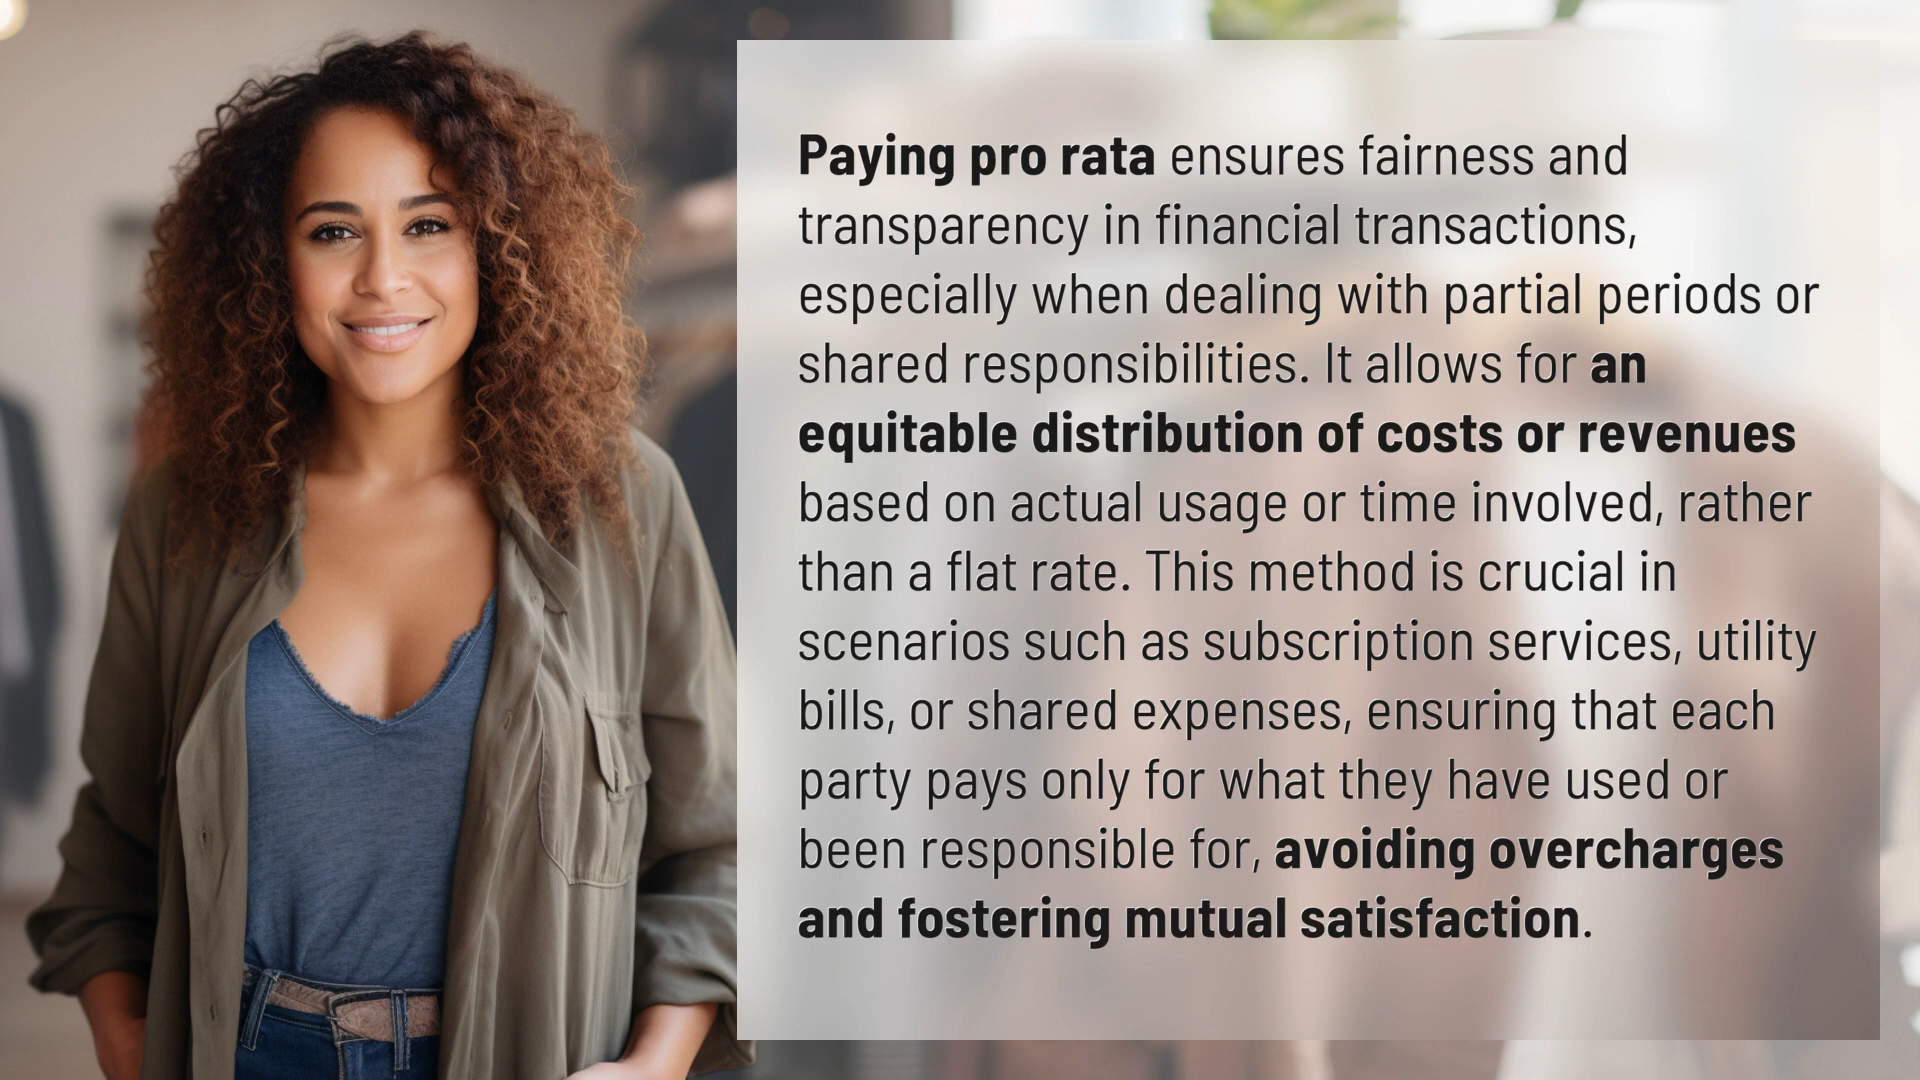 Paying pro rata ensures fairness and
transparency in financial transactions,
especially when dealing with partial periods or
shared responsibilities. It allows for an
equitable distribution of costs or revenues
based on actual usage or time involved, rather
than a flat rate. This method is crucial in
scenarios such as subscription services, utility
bills, or shared expenses, ensuring that each
party pays only for what they have used or
been responsible for, avoiding overcharges
and fostering mutual satisfaction.